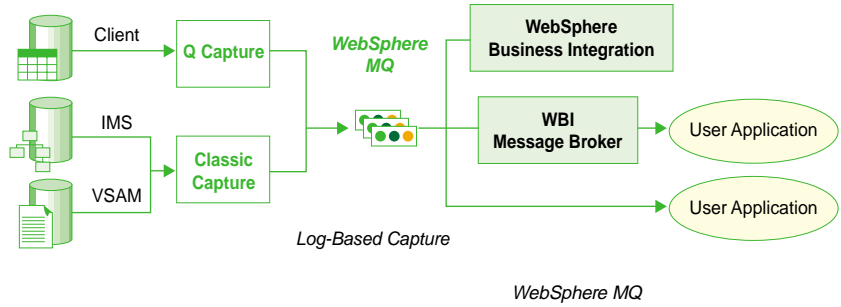 Client
Q Capture
WebSphere
MQ
WebSphere
Business Integration
IMS
Classic
Capture
VSAM
WBI
Message Broker
User Application
User Application
Log-Based Capture
WebSphere MQ